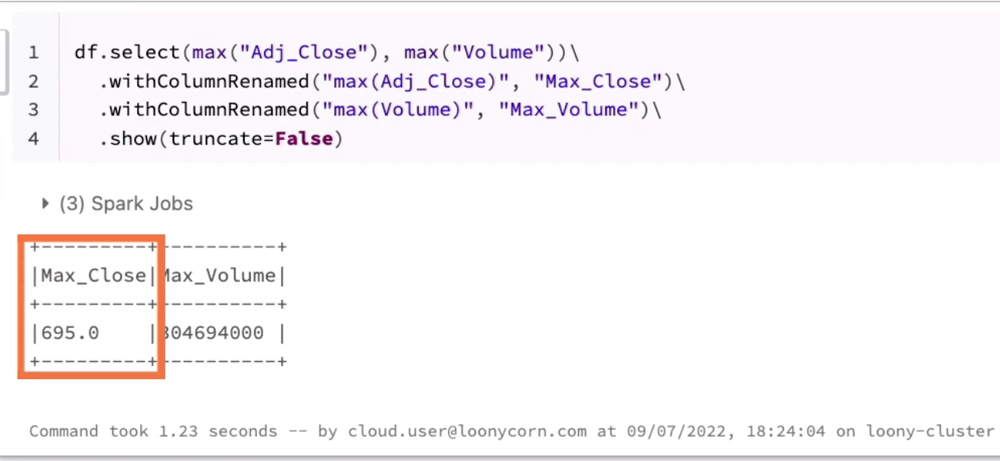 1 df.select(max("Adj_Close"), max("Volume"))\
2 .withColumnRenamed("max(Adj_Close)", "Max_Close")\
3 .withColumnRenamed("max(Volume)", "Max_Volume")\
4 .show(truncate=False)
(3) Spark Jobs
+---------+----------+
|Max_Close|Max_Volume|
+---------+----------+
|695.0    |304694000 |
+---------+----------+
Command took 1.23 seconds -- by cloud.user@loonycorn.com at 09/07/2022, 18:24:04 on loony-cluster